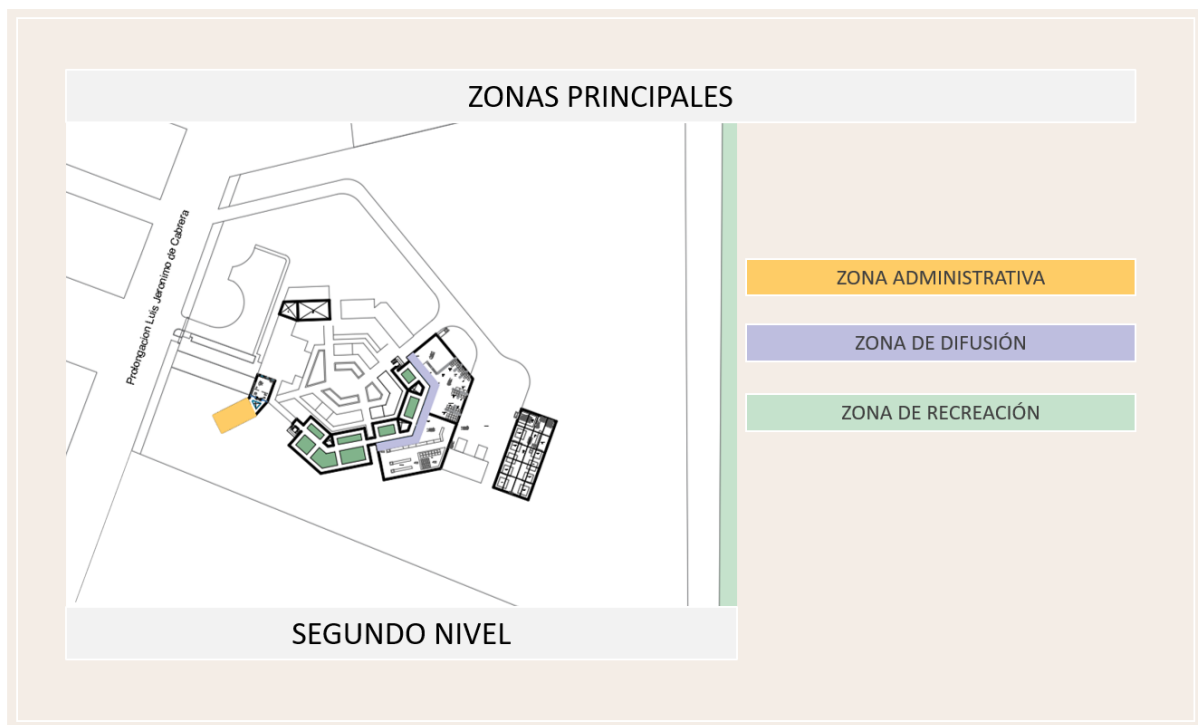 ZONAS PRINCIPALES
Prolongacion Luis Jeronimo de Cabrera
ZONA ADMINISTRATIVA
ZONA DE DIFUSIÓN
ZONA DE RECREACIÓN
SEGUNDO NIVEL